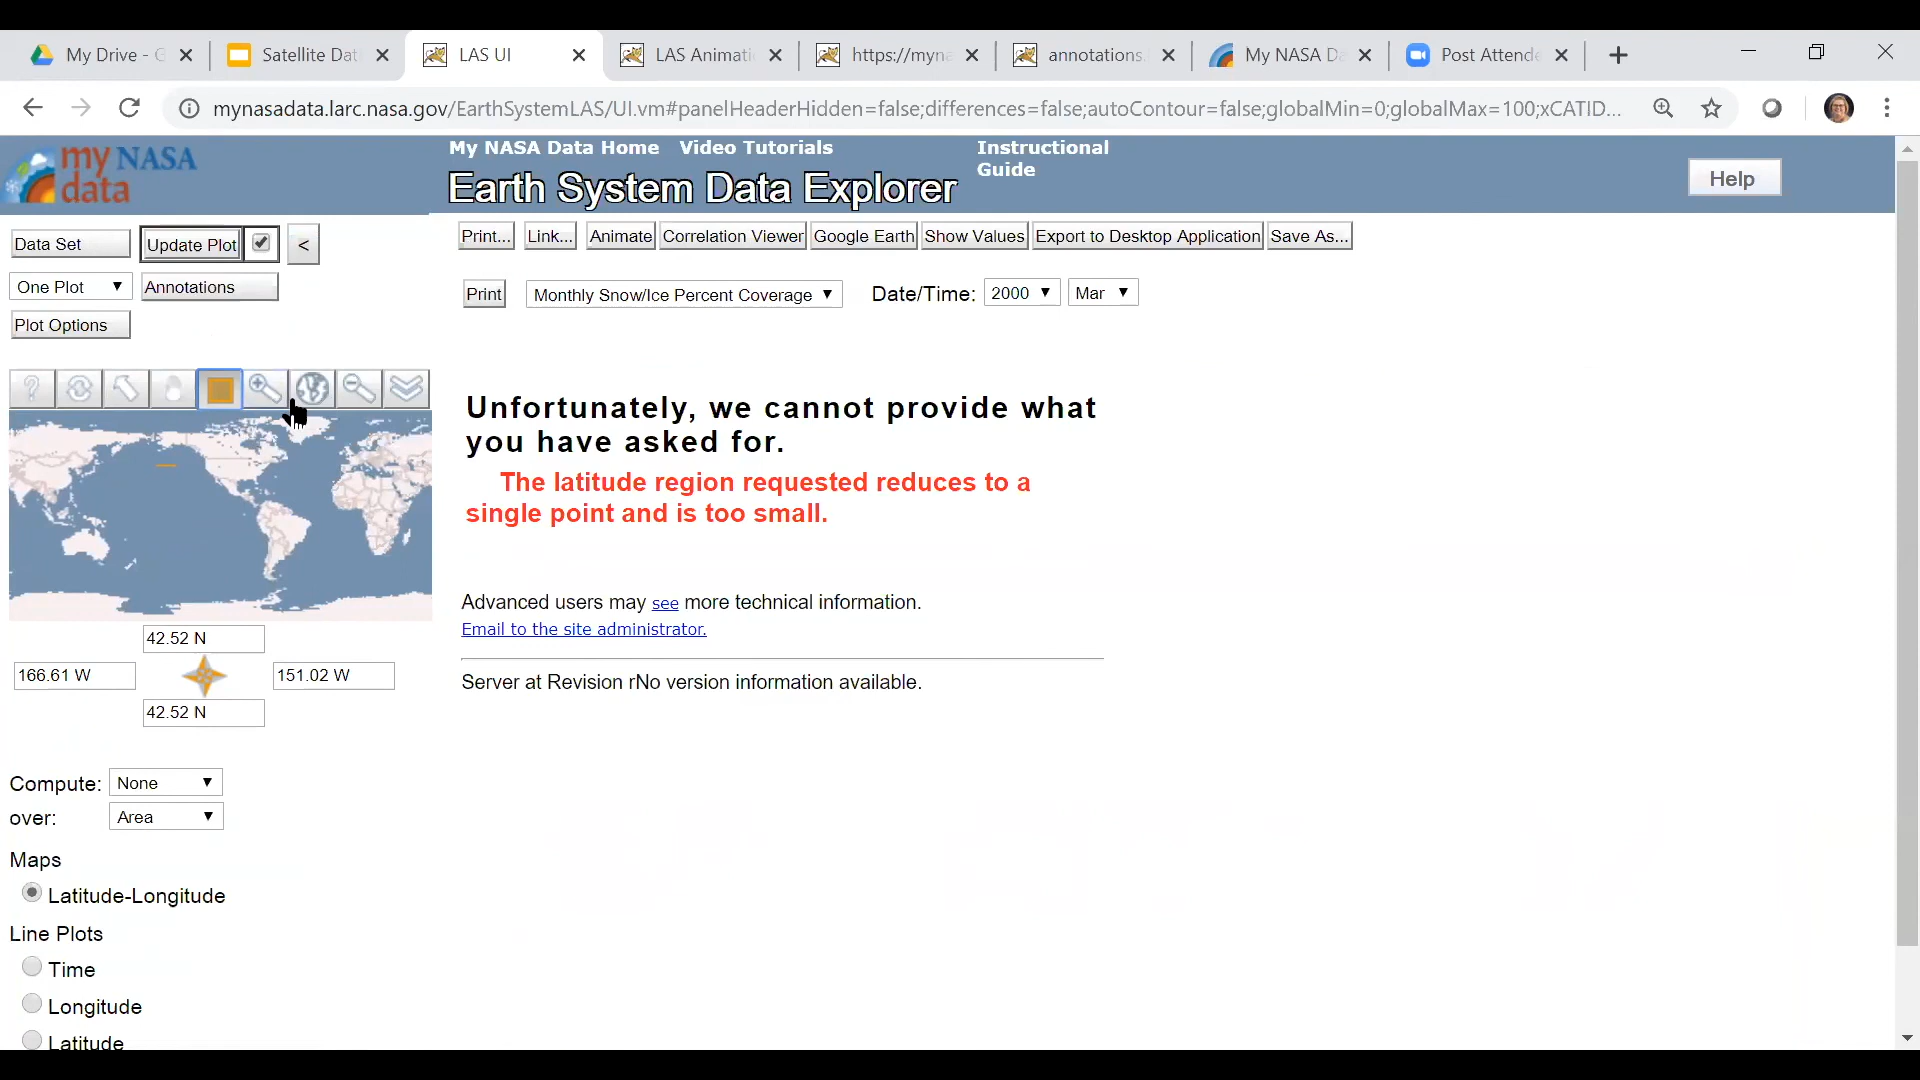 My Drive - G
Satellite Dat
LAS UI
LAS Animati
https://myna
annotations.
My NASA Da
Post Attende
mynasadata.larc.nasa.gov/EarthSystemLAS/UI.vm#panelHeaderHidden=false;differences=false;autoContour=false;globalMin=0;globalMax=100;xCATID...
my NASA
data
My NASA Data Home Video Tutorials
Instructional
Guide
Earth System Data Explorer
Help
Data Set
Update Plot
<
Print... Link... Animate Correlation Viewer Google Earth Show Values Export to Desktop Application Save As...
One Plot
Annotations
Print
Monthly Snow/Ice Percent Coverage
Date/Time: 2000 Mar
Plot Options
?
Unfortunately, we cannot provide what
you have asked for.
The latitude region requested reduces to a
single point and is too small.
Advanced users may see more technical information.
Email to the site administrator.
Server at Revision rNo version information available.
42.52 N
166.61 W
151.02 W
42.52 N
Compute: None
over: Area
Maps
Latitude-Longitude
Line Plots
Time
Longitude
Latitude